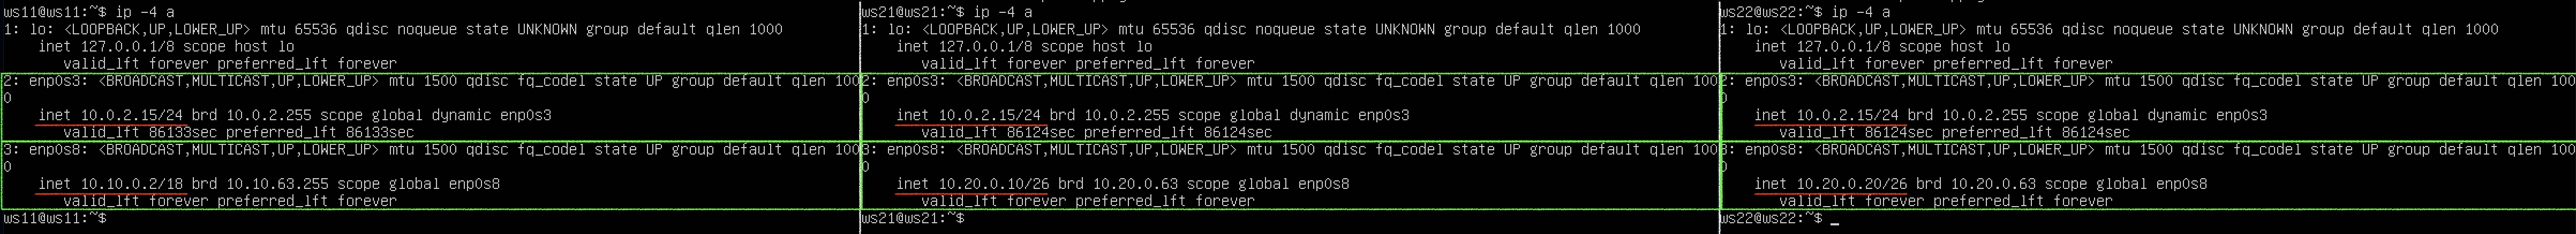 ws11@ws11:~$ ip -4 a
1: lo: <LOOPBACK,UP,LOWER_UP> mtu 65536 qdisc noqueue state UNKNOWN group default qlen 1000
    inet 127.0.0.1/8 scope host lo
       valid_lft forever preferred_lft forever
2: enp0s3: <BROADCAST,MULTICAST,UP,LOWER_UP> mtu 1500 qdisc fq_codel state UP group default qlen 100
0
    inet 10.0.2.15/24 brd 10.0.2.255 scope global dynamic enp0s3
       valid_lft 86133sec preferred_lft 86133sec
3: enp0s8: <BROADCAST,MULTICAST,UP,LOWER_UP> mtu 1500 qdisc fq_codel state UP group default qlen 100
0
    inet 10.10.0.2/18 brd 10.10.63.255 scope global enp0s8
       valid_lft forever preferred_lft forever
ws11@ws11:~$
ws21@ws21:~$ ip -4 a
1: lo: <LOOPBACK,UP,LOWER_UP> mtu 65536 qdisc noqueue state UNKNOWN group default qlen 1000
    inet 127.0.0.1/8 scope host lo
       valid_lft forever preferred_lft forever
2: enp0s3: <BROADCAST,MULTICAST,UP,LOWER_UP> mtu 1500 qdisc fq_codel state UP group default qlen 100
0
    inet 10.0.2.15/24 brd 10.0.2.255 scope global dynamic enp0s3
       valid_lft 86124sec preferred_lft 86124sec
3: enp0s8: <BROADCAST,MULTICAST,UP,LOWER_UP> mtu 1500 qdisc fq_codel state UP group default qlen 100
0
    inet 10.20.0.10/26 brd 10.20.0.63 scope global enp0s8
       valid_lft forever preferred_lft forever
ws21@ws21:~$
ws22@ws22:~$ ip -4 a
1: lo: <LOOPBACK,UP,LOWER_UP> mtu 65536 qdisc noqueue state UNKNOWN group default qlen 1000
    inet 127.0.0.1/8 scope host lo
       valid_lft forever preferred_lft forever
2: enp0s3: <BROADCAST,MULTICAST,UP,LOWER_UP> mtu 1500 qdisc fq_codel state UP group default qlen 100
0
    inet 10.0.2.15/24 brd 10.0.2.255 scope global dynamic enp0s3
       valid_lft 86124sec preferred_lft 86124sec
3: enp0s8: <BROADCAST,MULTICAST,UP,LOWER_UP> mtu 1500 qdisc fq_codel state UP group default qlen 100
0
    inet 10.20.0.20/26 brd 10.20.0.63 scope global enp0s8
       valid_lft forever preferred_lft forever
ws22@ws22:~$ _